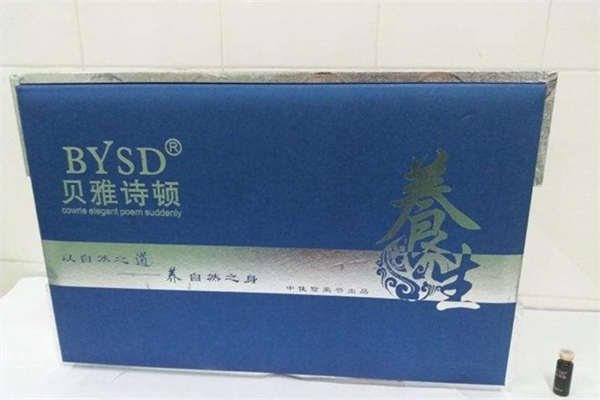 BYSD®
贝雅诗顿
cowrie elegant poem suddenly
以自然之道
养自然之身
養生